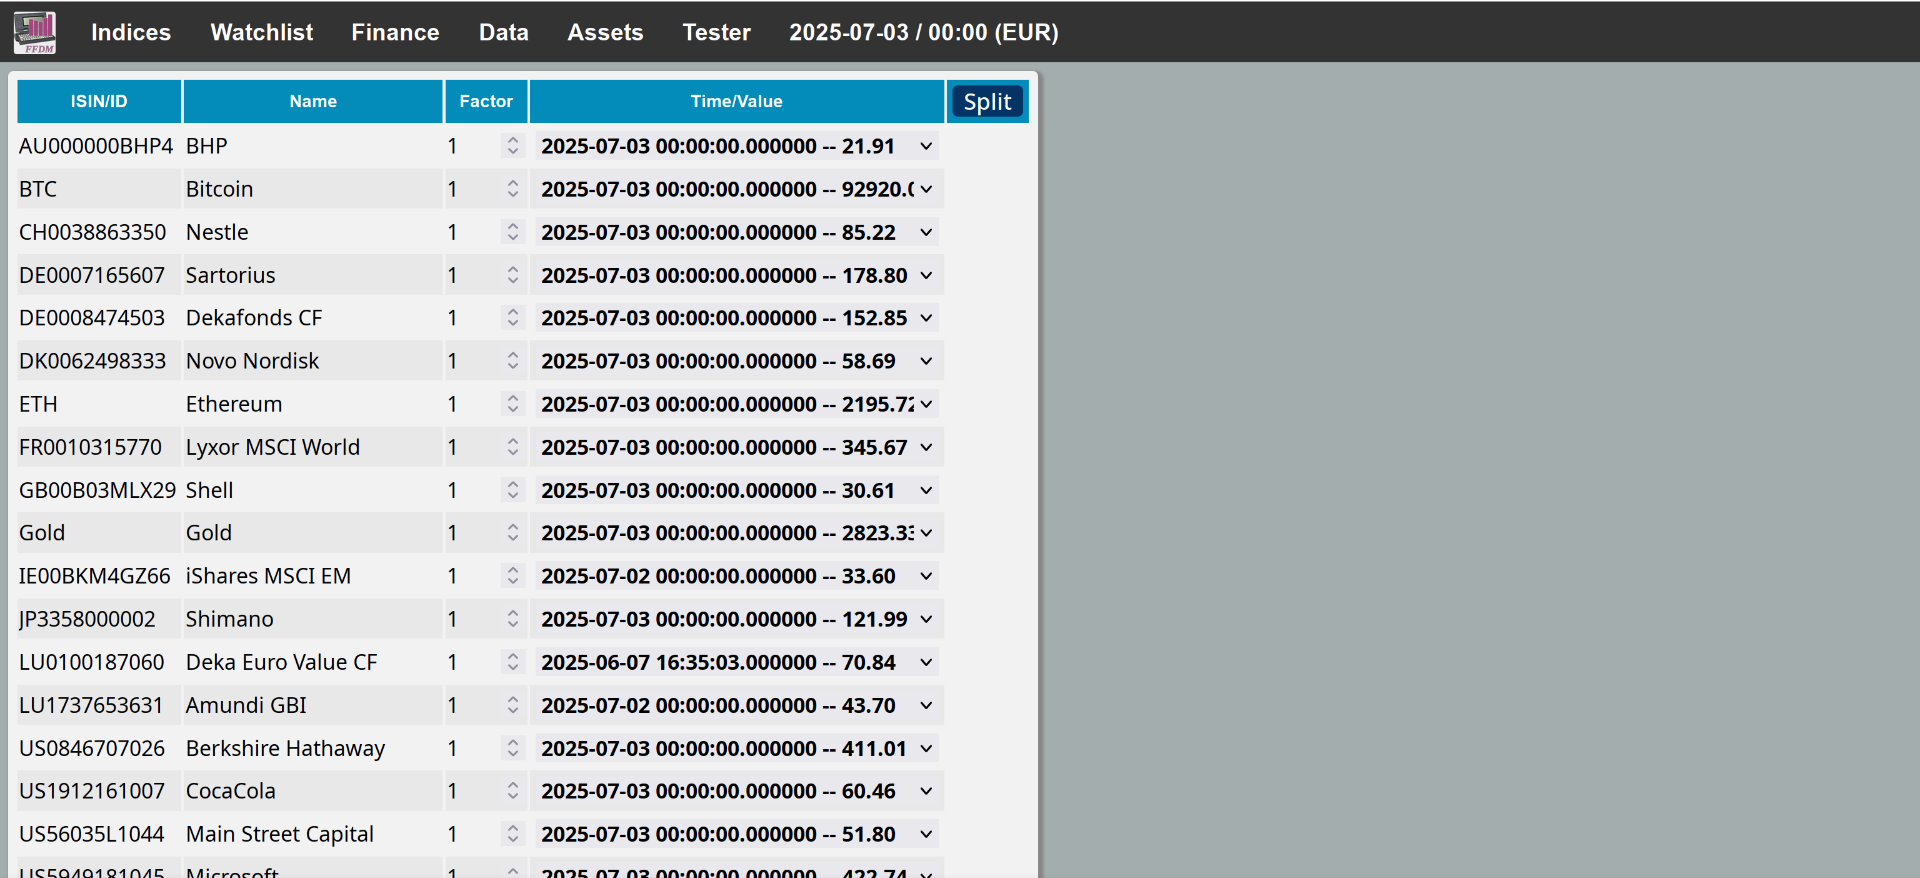 FFDM Indices Watchlist Finance Data Assets Tester 2025-07-03 / 00:00 (EUR)
ISIN/ID Name Factor Time/Value Split
AU000000BHP4 BHP 1 2025-07-03 00:00:00.000000 -- 21.91
BTC Bitcoin 1 2025-07-03 00:00:00.000000 -- 92920.0
CH0038863350 Nestle 1 2025-07-03 00:00:00.000000 -- 85.22
DE0007165607 Sartorius 1 2025-07-03 00:00:00.000000 -- 178.80
DE0008474503 Dekafonds CF 1 2025-07-03 00:00:00.000000 -- 152.85
DK0062498333 Novo Nordisk 1 2025-07-03 00:00:00.000000 -- 58.69
ETH Ethereum 1 2025-07-03 00:00:00.000000 -- 2195.72
FR0010315770 Lyxor MSCI World 1 2025-07-03 00:00:00.000000 -- 345.67
GB00B03MLX29 Shell 1 2025-07-03 00:00:00.000000 -- 30.61
Gold Gold 1 2025-07-03 00:00:00.000000 -- 2823.33
IE00BKM4GZ66 iShares MSCI EM 1 2025-07-02 00:00:00.000000 -- 33.60
JP3358000002 Shimano 1 2025-07-03 00:00:00.000000 -- 121.99
LU0100187060 Deka Euro Value CF 1 2025-06-07 16:35:03.000000 -- 70.84
LU1737653631 Amundi GBI 1 2025-07-02 00:00:00.000000 -- 43.70
US0846707026 Berkshire Hathaway 1 2025-07-03 00:00:00.000000 -- 411.01
US1912161007 CocaCola 1 2025-07-03 00:00:00.000000 -- 60.46
US56035L1044 Main Street Capital 1 2025-07-03 00:00:00.000000 -- 51.80
US5949181045 Microsoft 1 2025-07-03 00:00:00.000000 -- 422.74